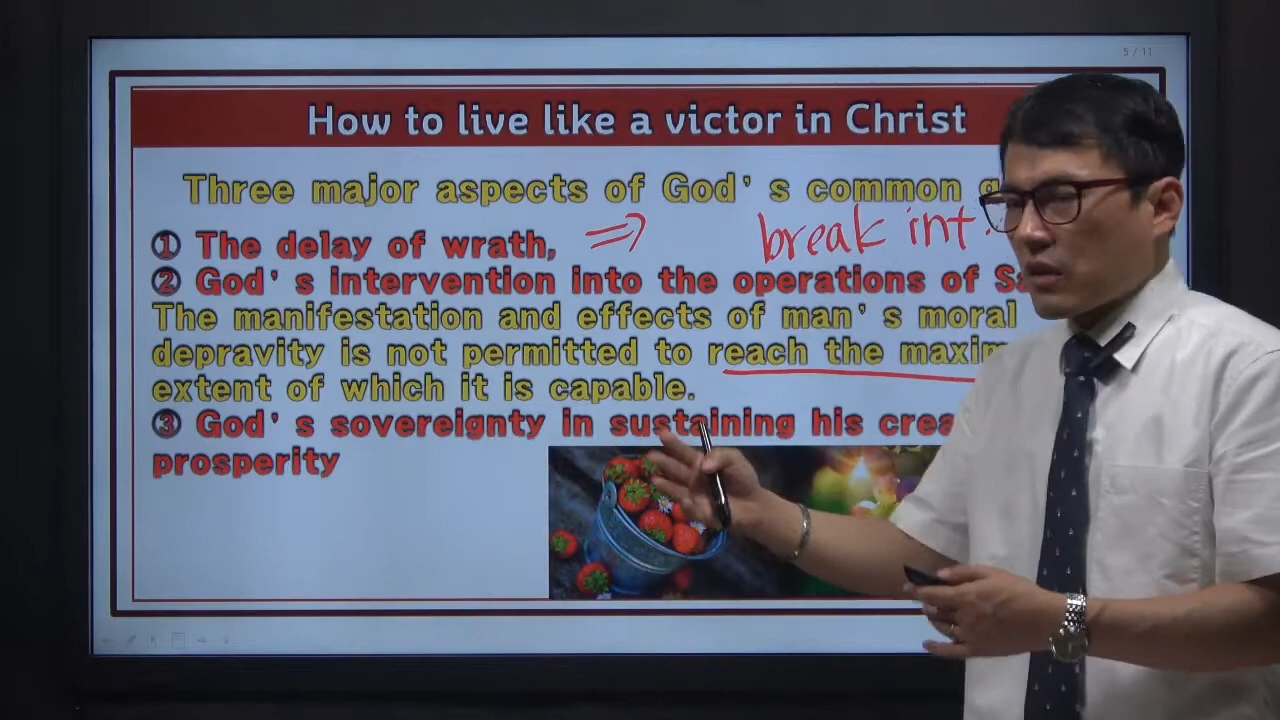 5 / 11
How to live like a victor in Christ
Three major aspects of God's common
① The delay of wrath, ⇒ break int
② God's intervention into the operations of
The manifestation and effects of man's moral
depravity is not permitted to reach the
extent of which it is capable.
③ God's sovereignty in sustaining his
prosperity